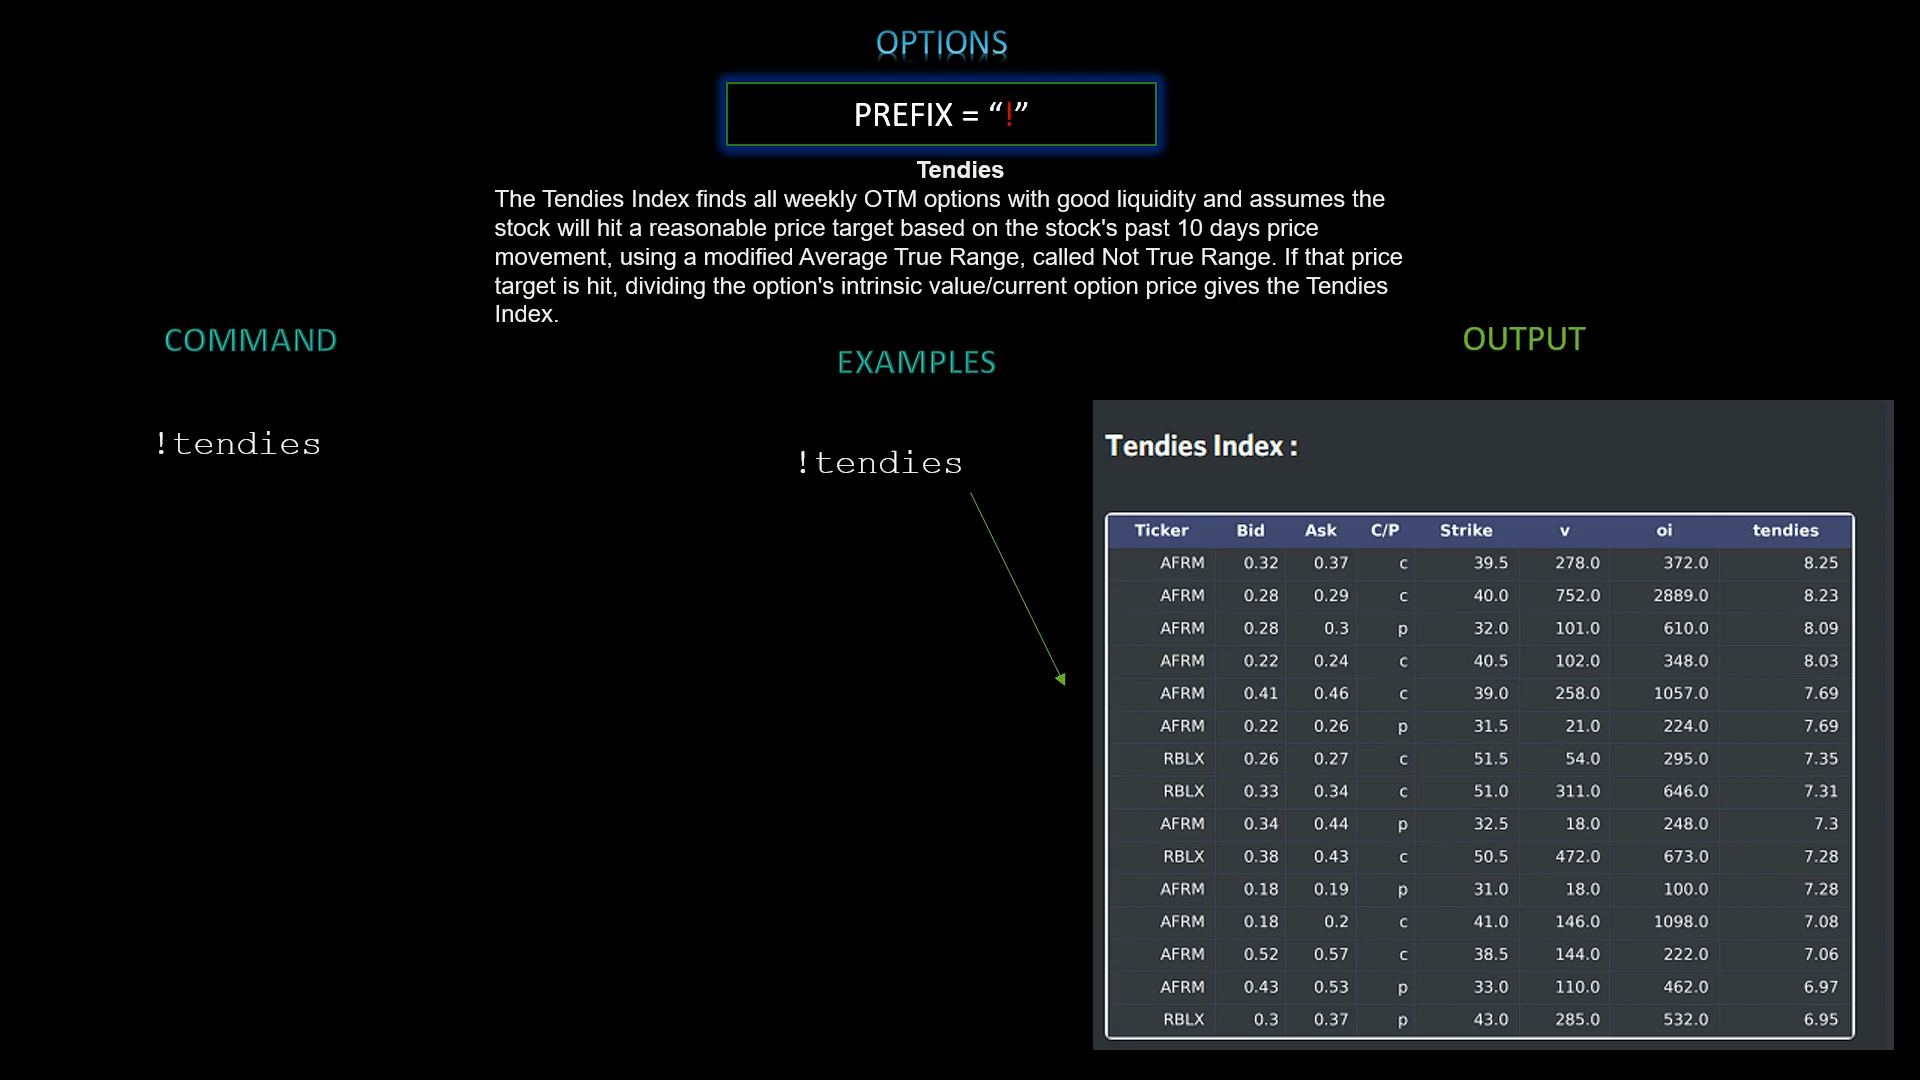 OPTIONS
PREFIX = “!”
Tendies
The Tendies Index finds all weekly OTM options with good liquidity and assumes the
stock will hit a reasonable price target based on the stock's past 10 days price
movement, using a modified Average True Range, called Not True Range. If that price
target is hit, dividing the option's intrinsic value/current option price gives the Tendies
Index.
COMMAND
!tendies
EXAMPLES
!tendies
OUTPUT
Tendies Index :
Ticker Bid Ask C/P Strike v oi tendies
AFRM 0.32 0.37 c 39.5 278.0 372.0 8.25
AFRM 0.28 0.29 c 40.0 752.0 2889.0 8.23
AFRM 0.28 0.3 p 32.0 101.0 610.0 8.09
AFRM 0.22 0.24 c 40.5 102.0 348.0 8.03
AFRM 0.41 0.46 c 39.0 258.0 1057.0 7.69
AFRM 0.22 0.26 p 31.5 21.0 224.0 7.69
RBLX 0.26 0.27 c 51.5 54.0 295.0 7.35
RBLX 0.33 0.34 c 51.0 311.0 646.0 7.31
AFRM 0.34 0.44 p 32.5 18.0 248.0 7.3
RBLX 0.38 0.43 c 50.5 472.0 673.0 7.28
AFRM 0.18 0.19 p 31.0 18.0 100.0 7.28
AFRM 0.18 0.2 c 41.0 146.0 1098.0 7.08
AFRM 0.52 0.57 c 38.5 144.0 222.0 7.06
AFRM 0.43 0.53 p 33.0 110.0 462.0 6.97
RBLX 0.3 0.37 p 43.0 285.0 532.0 6.95